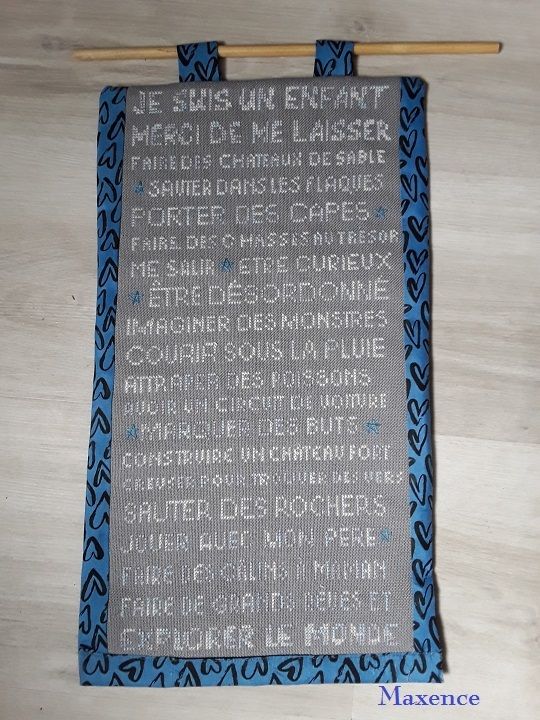 JE SUIS UN ENFANT
MERCI DE ME LAISSER
FAIRE DES CHATEAUX DE SABLE
SAUTER DANS LES FLAQUES
PORTER DES CAPES
FAIRE DES CHASSES AU TRESOR
ME SALIR ETRE CURIEUX
ÊTRE DÉSORDONNÉ
IMAGINER DES MONSTRES
COURIR SOUS LA PLUIE
ATTRAPER DES POISSONS
AVOIR UN CIRCUIT DE VOITURE
MARQUER DES BUTS
CONSTRUIRE UN CHATEAU FORT
CREUSER POUR TROUVER DES VERS
SAUTER DES ROCHERS
JOUER AVEC MON PERE
FAIRE DES CÂLINS À MAMAN
FAIRE DE GRANDS RÊVES ET
EXPLORER LE MONDE
Maxence